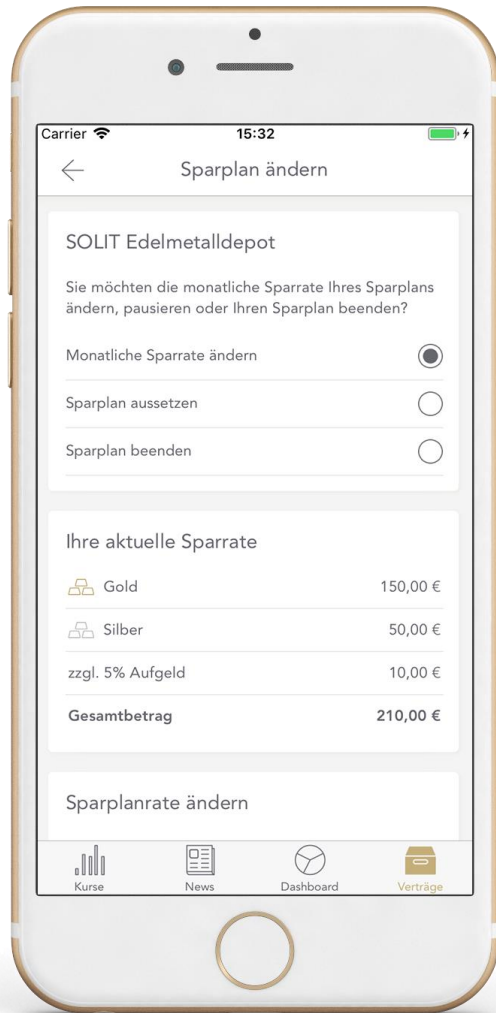 Carrier 15:32
Sparplan ändern
SOLIT Edelmetalldepot
Sie möchten die monatliche Sparrate Ihres Sparplans
ändern, pausieren oder Ihren Sparplan beenden?
Monatliche Sparrate ändern
Sparplan aussetzen
Sparplan beenden
Ihre aktuelle Sparrate
Gold 150,00 €
Silber 50,00 €
zzgl. 5% Aufgeld 10,00 €
Gesamtbetrag 210,00 €
Sparplanrate ändern
Kurse News Dashboard Verträge